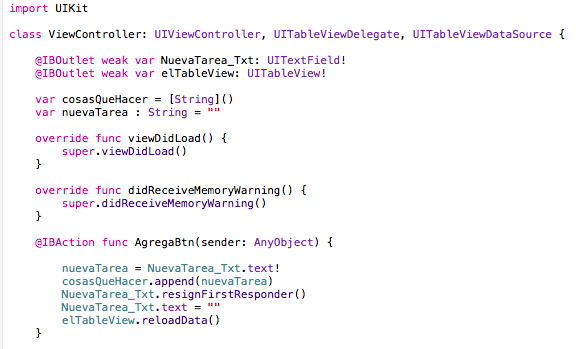 import UIKit
class ViewController: UIViewController, UITableViewDelegate, UITableViewDataSource {
@IBOutlet weak var NuevaTarea_Txt: UITextField!
@IBOutlet weak var elTableView: UITableView!
var cosasQueHacer = [String]()
var nuevaTarea : String = ""
override func viewDidLoad() {
super.viewDidLoad()
}
override func didReceiveMemoryWarning() {
super.didReceiveMemoryWarning()
}
@IBAction func AgregaBtn(sender: AnyObject) {
nuevaTarea = NuevaTarea_Txt.text!
cosasQueHacer.append(nuevaTarea)
NuevaTarea_Txt.resignFirstResponder()
NuevaTarea_Txt.text = ""
elTableView.reloadData()
}